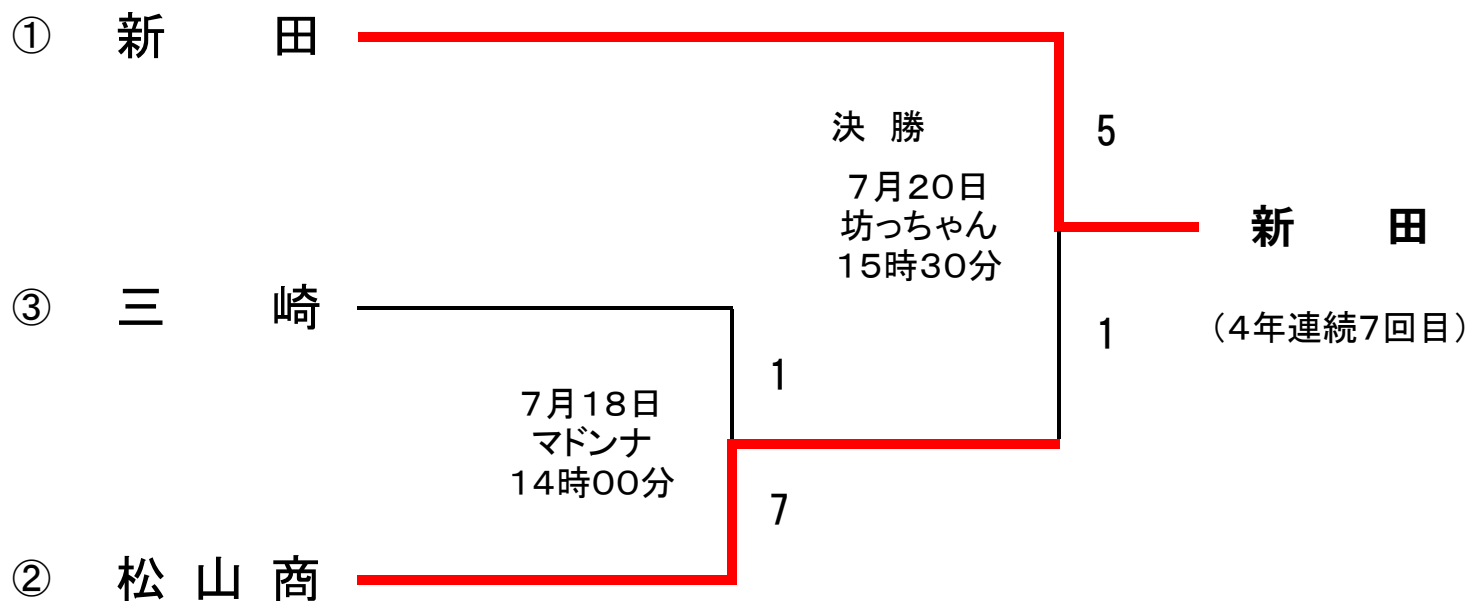 ① 新 田
決 勝
5
7月20日
坊っちゃん
15時30分
新 田
③ 三 崎
1
(4年連続7回目)
1
7月18日
マドンナ
14時00分
7
② 松 山 商